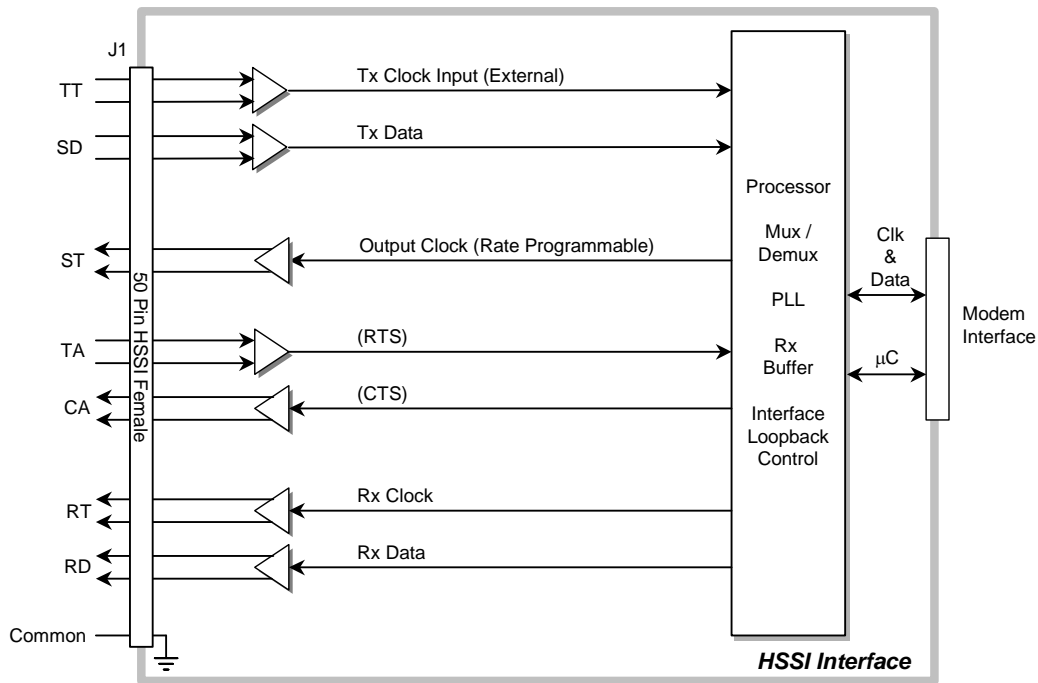 J1
TT
SD
ST
TA
CA
RT
RD
Common
50 Pin HSSI Female
Tx Clock Input (External)
Tx Data
Output Clock (Rate Programmable)
(RTS)
(CTS)
Rx Clock
Rx Data
Processor
Mux /
Demux
PLL
Rx
Buffer
Interface
Loopback
Control
Clk
&
Data
μC
Modem
Interface
HSSI Interface